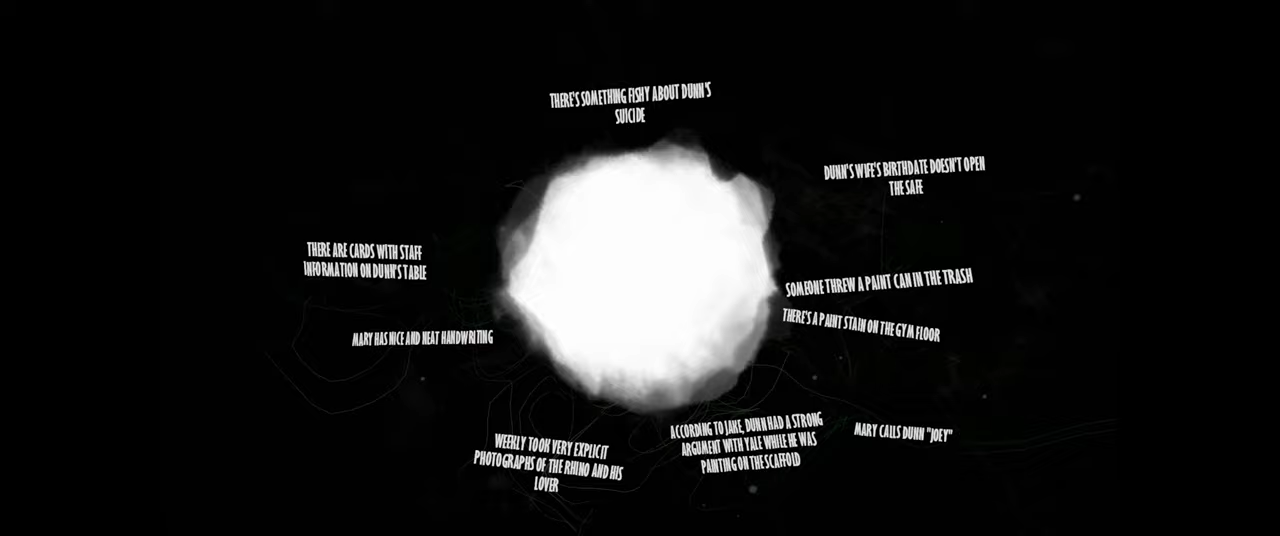 THERE'S SOMETHING FISHY ABOUT DUNN'S
SUICIDE
DUNN'S WIFE'S BIRTHDATE DOESN'T OPEN
THE SAFE
THERE ARE CARDS WITH STAFF
INFORMATION ON DUNN'S TABLE
SOMEONE THREW A PAINT CAN IN THE TRASH
THERE'S A PAINT STAIN ON THE GYM FLOOR
MARY HAS NICE AND NEAT HANDWRITING
WEEKLY TOOK VERY EXPLICIT
PHOTOGRAPHS OF THE RHINO AND HIS
LOVER
ACCORDING TO JAKE, DUNN HAD A STRONG
ARGUMENT WITH YALE WHILE HE WAS
PAINTING ON THE SCAFFOLD
MARY CALLS DUNN "JOEY"